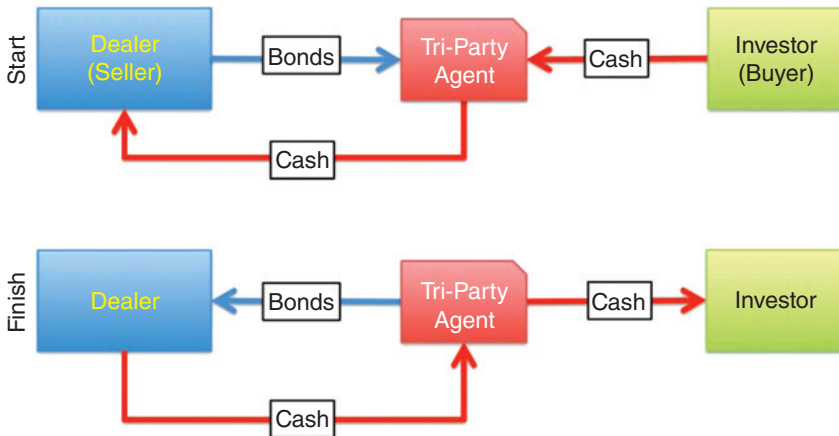 Start
Dealer
(Seller)
Bonds
Tri-Party
Agent
Cash
Investor
(Buyer)
Cash
Finish
Dealer
Bonds
Tri-Party
Agent
Cash
Investor
Cash